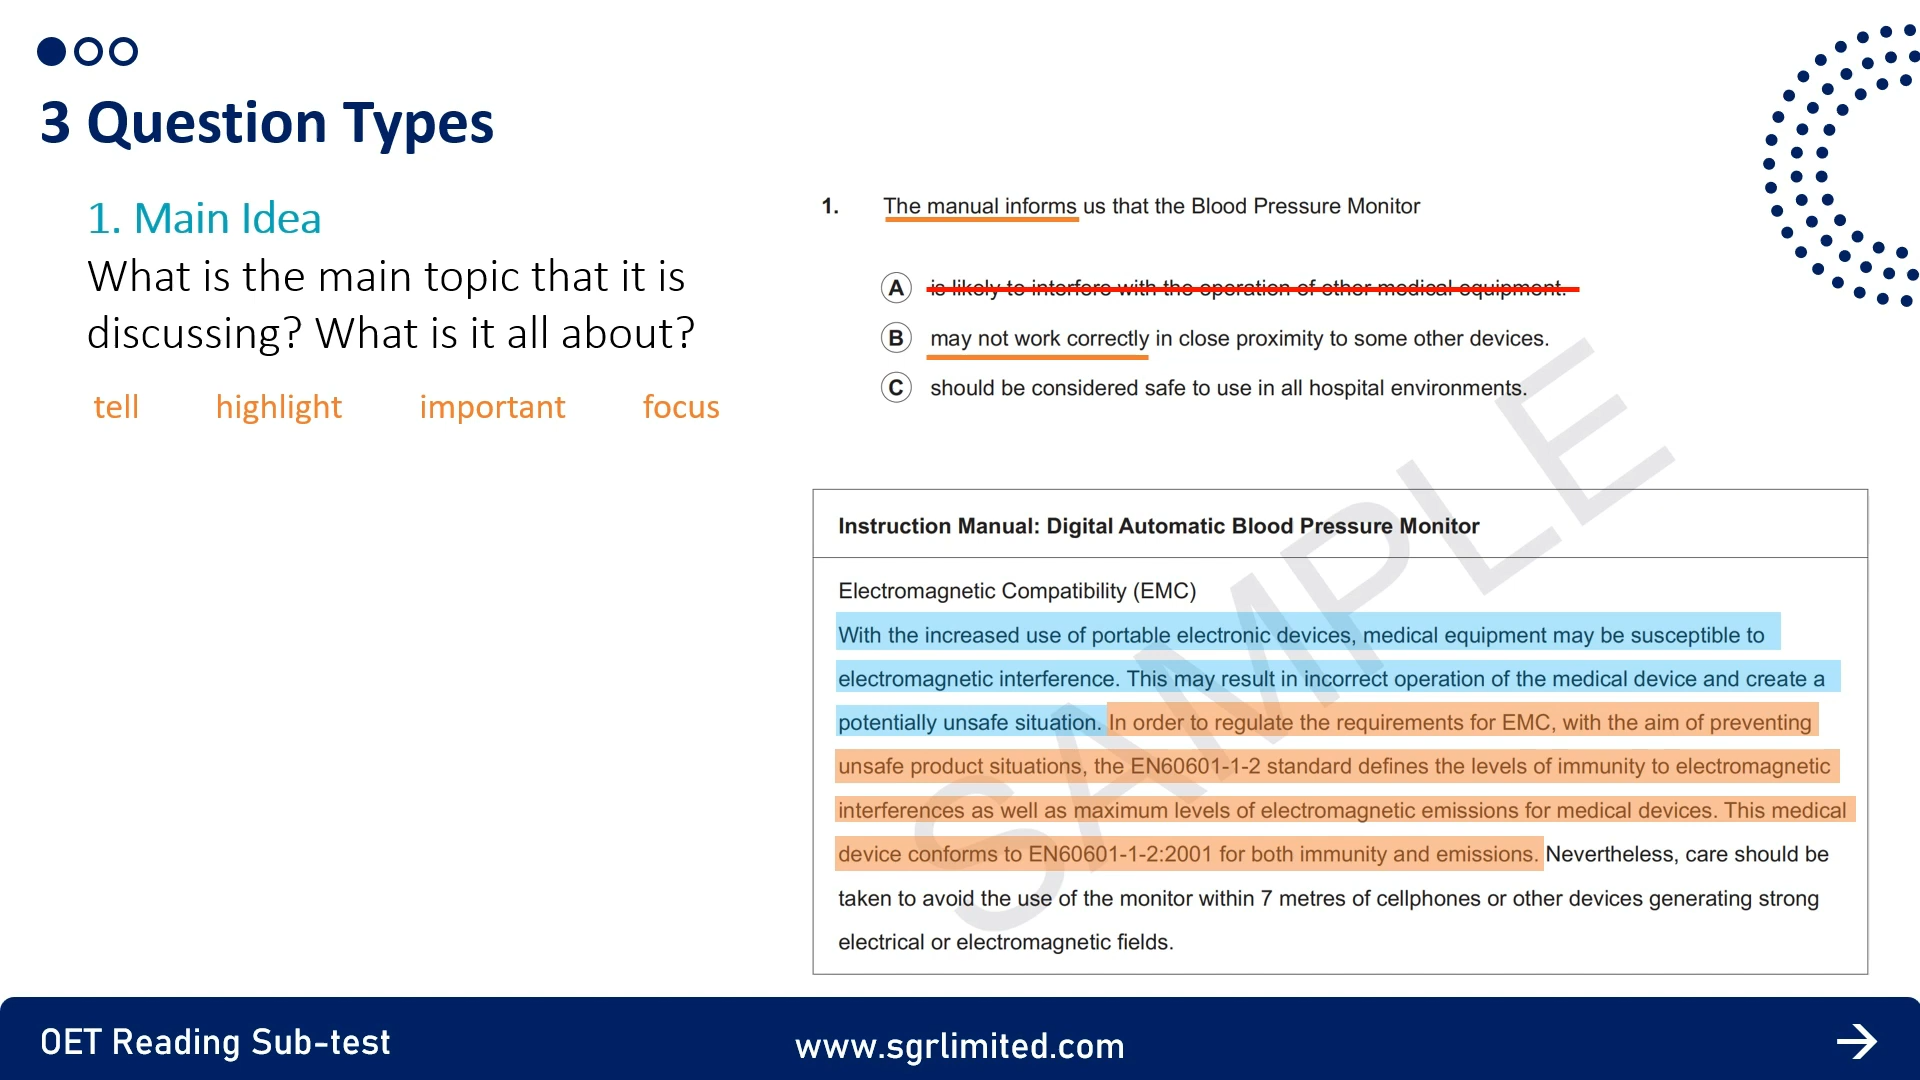 3 Question Types
1. Main Idea
What is the main topic that it is
discussing? What is it all about?
tell highlight important focus
1. The manual informs us that the Blood Pressure Monitor
A is likely to interfere with the operation of other medical equipment.
B may not work correctly in close proximity to some other devices.
C should be considered safe to use in all hospital environments.
Instruction Manual: Digital Automatic Blood Pressure Monitor
Electromagnetic Compatibility (EMC)
With the increased use of portable electronic devices, medical equipment may be susceptible to
electromagnetic interference. This may result in incorrect operation of the medical device and create a
potentially unsafe situation. In order to regulate the requirements for EMC, with the aim of preventing
unsafe product situations, the EN60601-1-2 standard defines the levels of immunity to electromagnetic
interferences as well as maximum levels of electromagnetic emissions for medical devices. This medical
device conforms to EN60601-1-2:2001 for both immunity and emissions. Nevertheless, care should be
taken to avoid the use of the monitor within 7 metres of cellphones or other devices generating strong
electrical or electromagnetic fields.
SAMPLE
OET Reading Sub-test
www.sgrlimited.com